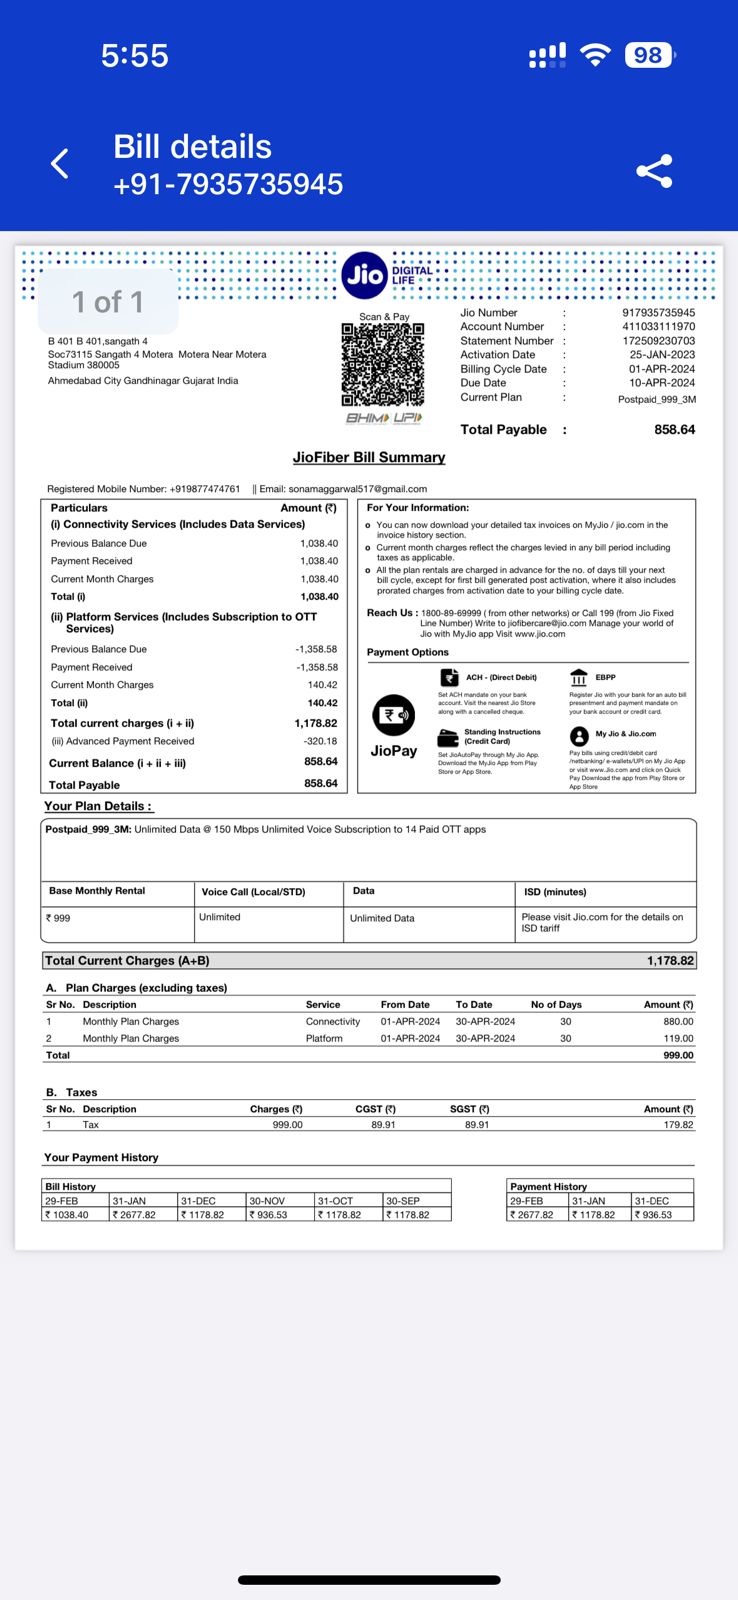 5:55
98
Bill details
+91-7935735945
1 of 1
Jio DIGITAL LIFE
B 401 B 401,sangath 4
Soc73115 Sangath 4 Motera Motera Near Motera
Stadium 380005
Ahmedabad City Gandhinagar Gujarat India
Scan & Pay
BHIM UPI
Jio Number : 917935735945
Account Number : 411033111970
Statement Number : 172509230703
Activation Date : 25-JAN-2023
Billing Cycle Date : 01-APR-2024
Due Date : 10-APR-2024
Current Plan : Postpaid_999_3M
Total Payable : 858.64
JioFiber Bill Summary
Registered Mobile Number: +919877474761 || Email: sonamaggarwal517@gmail.com
Particulars Amount (₹)
(i) Connectivity Services (Includes Data Services)
Previous Balance Due 1,038.40
Payment Received 1,038.40
Current Month Charges 1,038.40
Total (i) 1,038.40
(ii) Platform Services (Includes Subscription to OTT
Services)
Previous Balance Due -1,358.58
Payment Received -1,358.58
Current Month Charges 140.42
Total (ii) 140.42
Total current charges (i + ii) 1,178.82
(iii) Advanced Payment Received -320.18
Current Balance (i + ii + iii) 858.64
Total Payable 858.64
For Your Information:
o You can now download your detailed tax invoices on MyJio / jio.com in the
invoice history section.
o Current month charges reflect the charges levied in any bill period including
taxes as applicable.
o All the plan rentals are charged in advance for the no. of days till your next
bill cycle, except for first bill generated post activation, where it also includes
prorated charges from activation date to your billing cycle date.
Reach Us : 1800-89-69999 ( from other networks) or Call 199 (from Jio Fixed
Line Number) Write to jiofibercare@jio.com Manage your world of
Jio with MyJio app Visit www.jio.com
Payment Options
JioPay
ACH - (Direct Debit)
Set ACH mandate on your bank
account. Visit the nearest Jio Store
along with a cancelled cheque.
EBPP
Register Jio with your bank for an auto bill
presentment and payment mandate on
your bank account or credit card.
Standing Instructions
(Credit Card)
Set JioAutoPay through My Jio App.
Download the MyJio App from Play
Store or App Store.
My Jio & Jio.com
Pay bills using credit/debit card
/netbanking/ e-wallets/UPI on My Jio App
or visit www.Jio.com and click on Quick
Pay Download the app from Play Store or
App Store
Your Plan Details :
Postpaid_999_3M: Unlimited Data @ 150 Mbps Unlimited Voice Subscription to 14 Paid OTT apps
Base Monthly Rental Voice Call (Local/STD) Data ISD (minutes)
₹ 999 Unlimited Unlimited Data Please visit Jio.com for the details on
ISD tariff
Total Current Charges (A+B) 1,178.82
A. Plan Charges (excluding taxes)
Sr No. Description Service From Date To Date No of Days Amount (₹)
1 Monthly Plan Charges Connectivity 01-APR-2024 30-APR-2024 30 880.00
2 Monthly Plan Charges Platform 01-APR-2024 30-APR-2024 30 119.00
Total 999.00
B. Taxes
Sr No. Description Charges (₹) CGST (₹) SGST (₹) Amount (₹)
1 Tax 999.00 89.91 89.91 179.82
Your Payment History
Bill History
29-FEB 31-JAN 31-DEC 30-NOV 31-OCT 30-SEP
₹ 1038.40 ₹ 2677.82 ₹ 1178.82 ₹ 936.53 ₹ 1178.82 ₹ 1178.82
Payment History
29-FEB 31-JAN 31-DEC
₹ 2677.82 ₹ 1178.82 ₹ 936.53